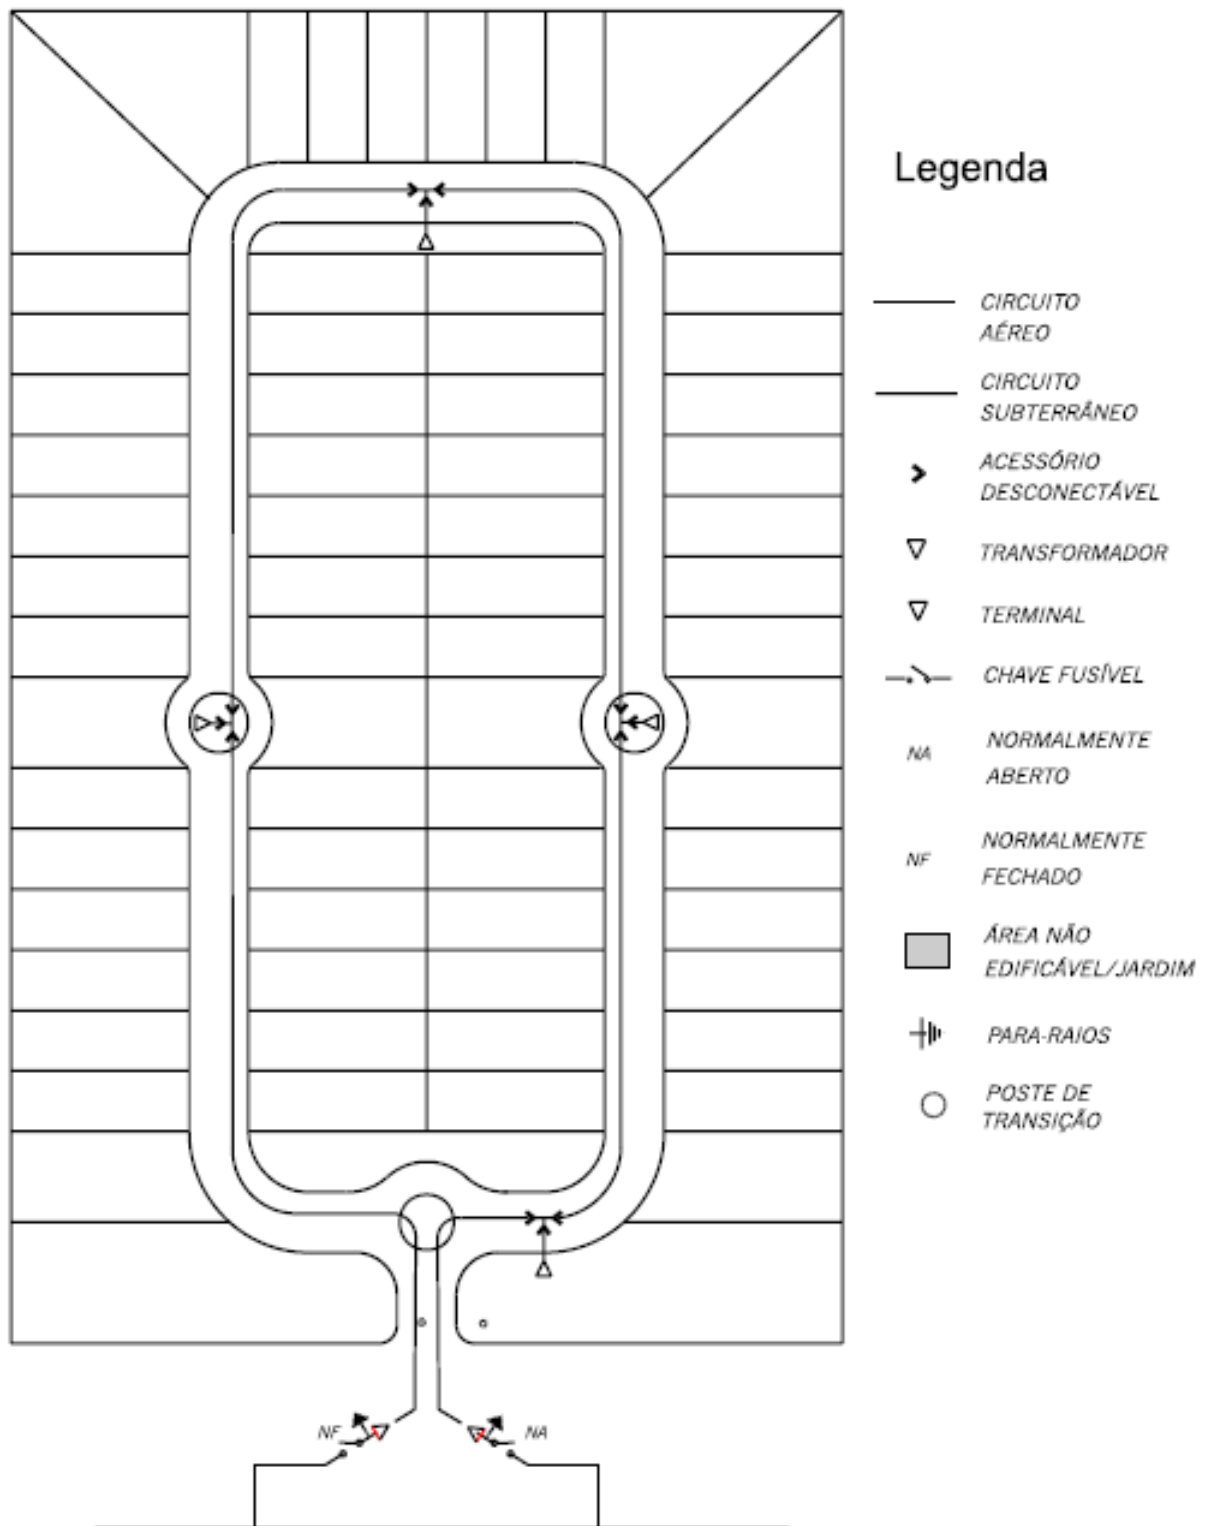 Legenda
CIRCUITO
AÉREO
CIRCUITO
SUBTERRÂNEO
ACESSÓRIO
DESCONECTÁVEL
TRANSFORMADOR
TERMINAL
CHAVE FUSÍVEL
NA
NORMALMENTE
ABERTO
NF
NORMALMENTE
FECHADO
ÁREA NÃO
EDIFICÁVEL/JARDIM
PARA-RAIOS
POSTE DE
TRANSIÇÃO
NF
NA